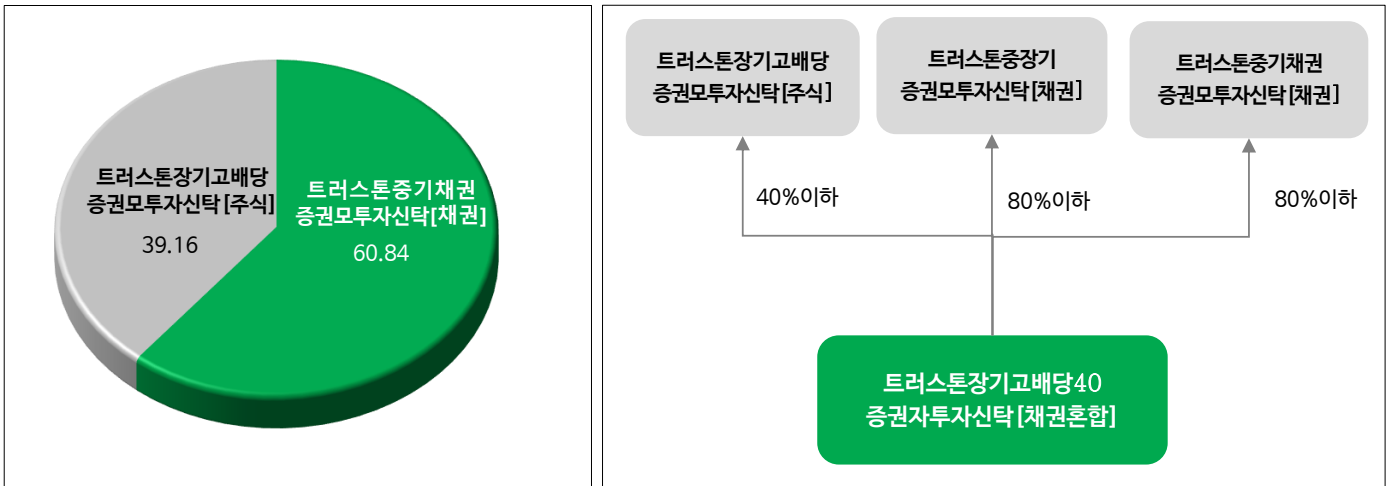 트러스톤장기고배당
증권모투자신탁[주식]
39.16
트러스톤중기채권
증권모투자신탁[채권]
60.84
트러스톤장기고배당
증권모투자신탁[주식]
트러스톤중장기
증권모투자신탁[채권]
트러스톤중기채권
증권모투자신탁[채권]
40%이하
80%이하
80%이하
트러스톤장기고배당40
증권자투자신탁[채권혼합]